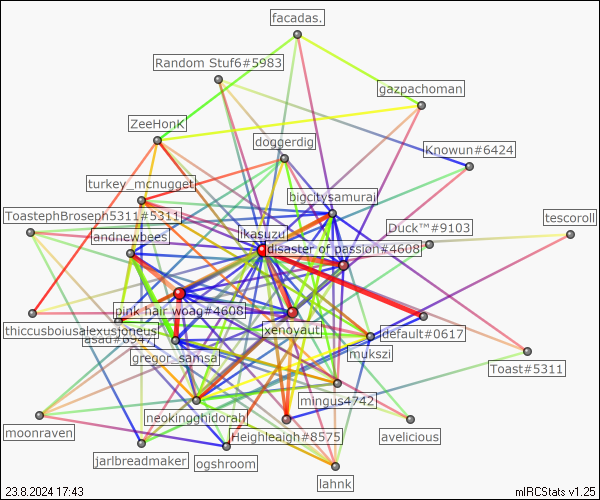 facadas.
Random Stuf6#5983
gazpachoman
ZeeHonK
doggerdig
Knowun#6424
turkey_mcnugget
bigcitysamurai
ToastephBroseph5311#5311
Duck™#9103
tescoroll
andnewbees
ikasuzu
disaster of passion#4608
pink hair woag#4608
thiccusboiusalexusjoneus
xenoyaut
default#0617
asad#6947
gregor_samsa
mukszi
Toast#5311
mingus4742
neokingghidorah
moonraven
Heighleaigh#8575
avelicious
jarlbreadmaker
ogshroom
lahnk
23.8.2024 17:43
mIRCStats v1.25